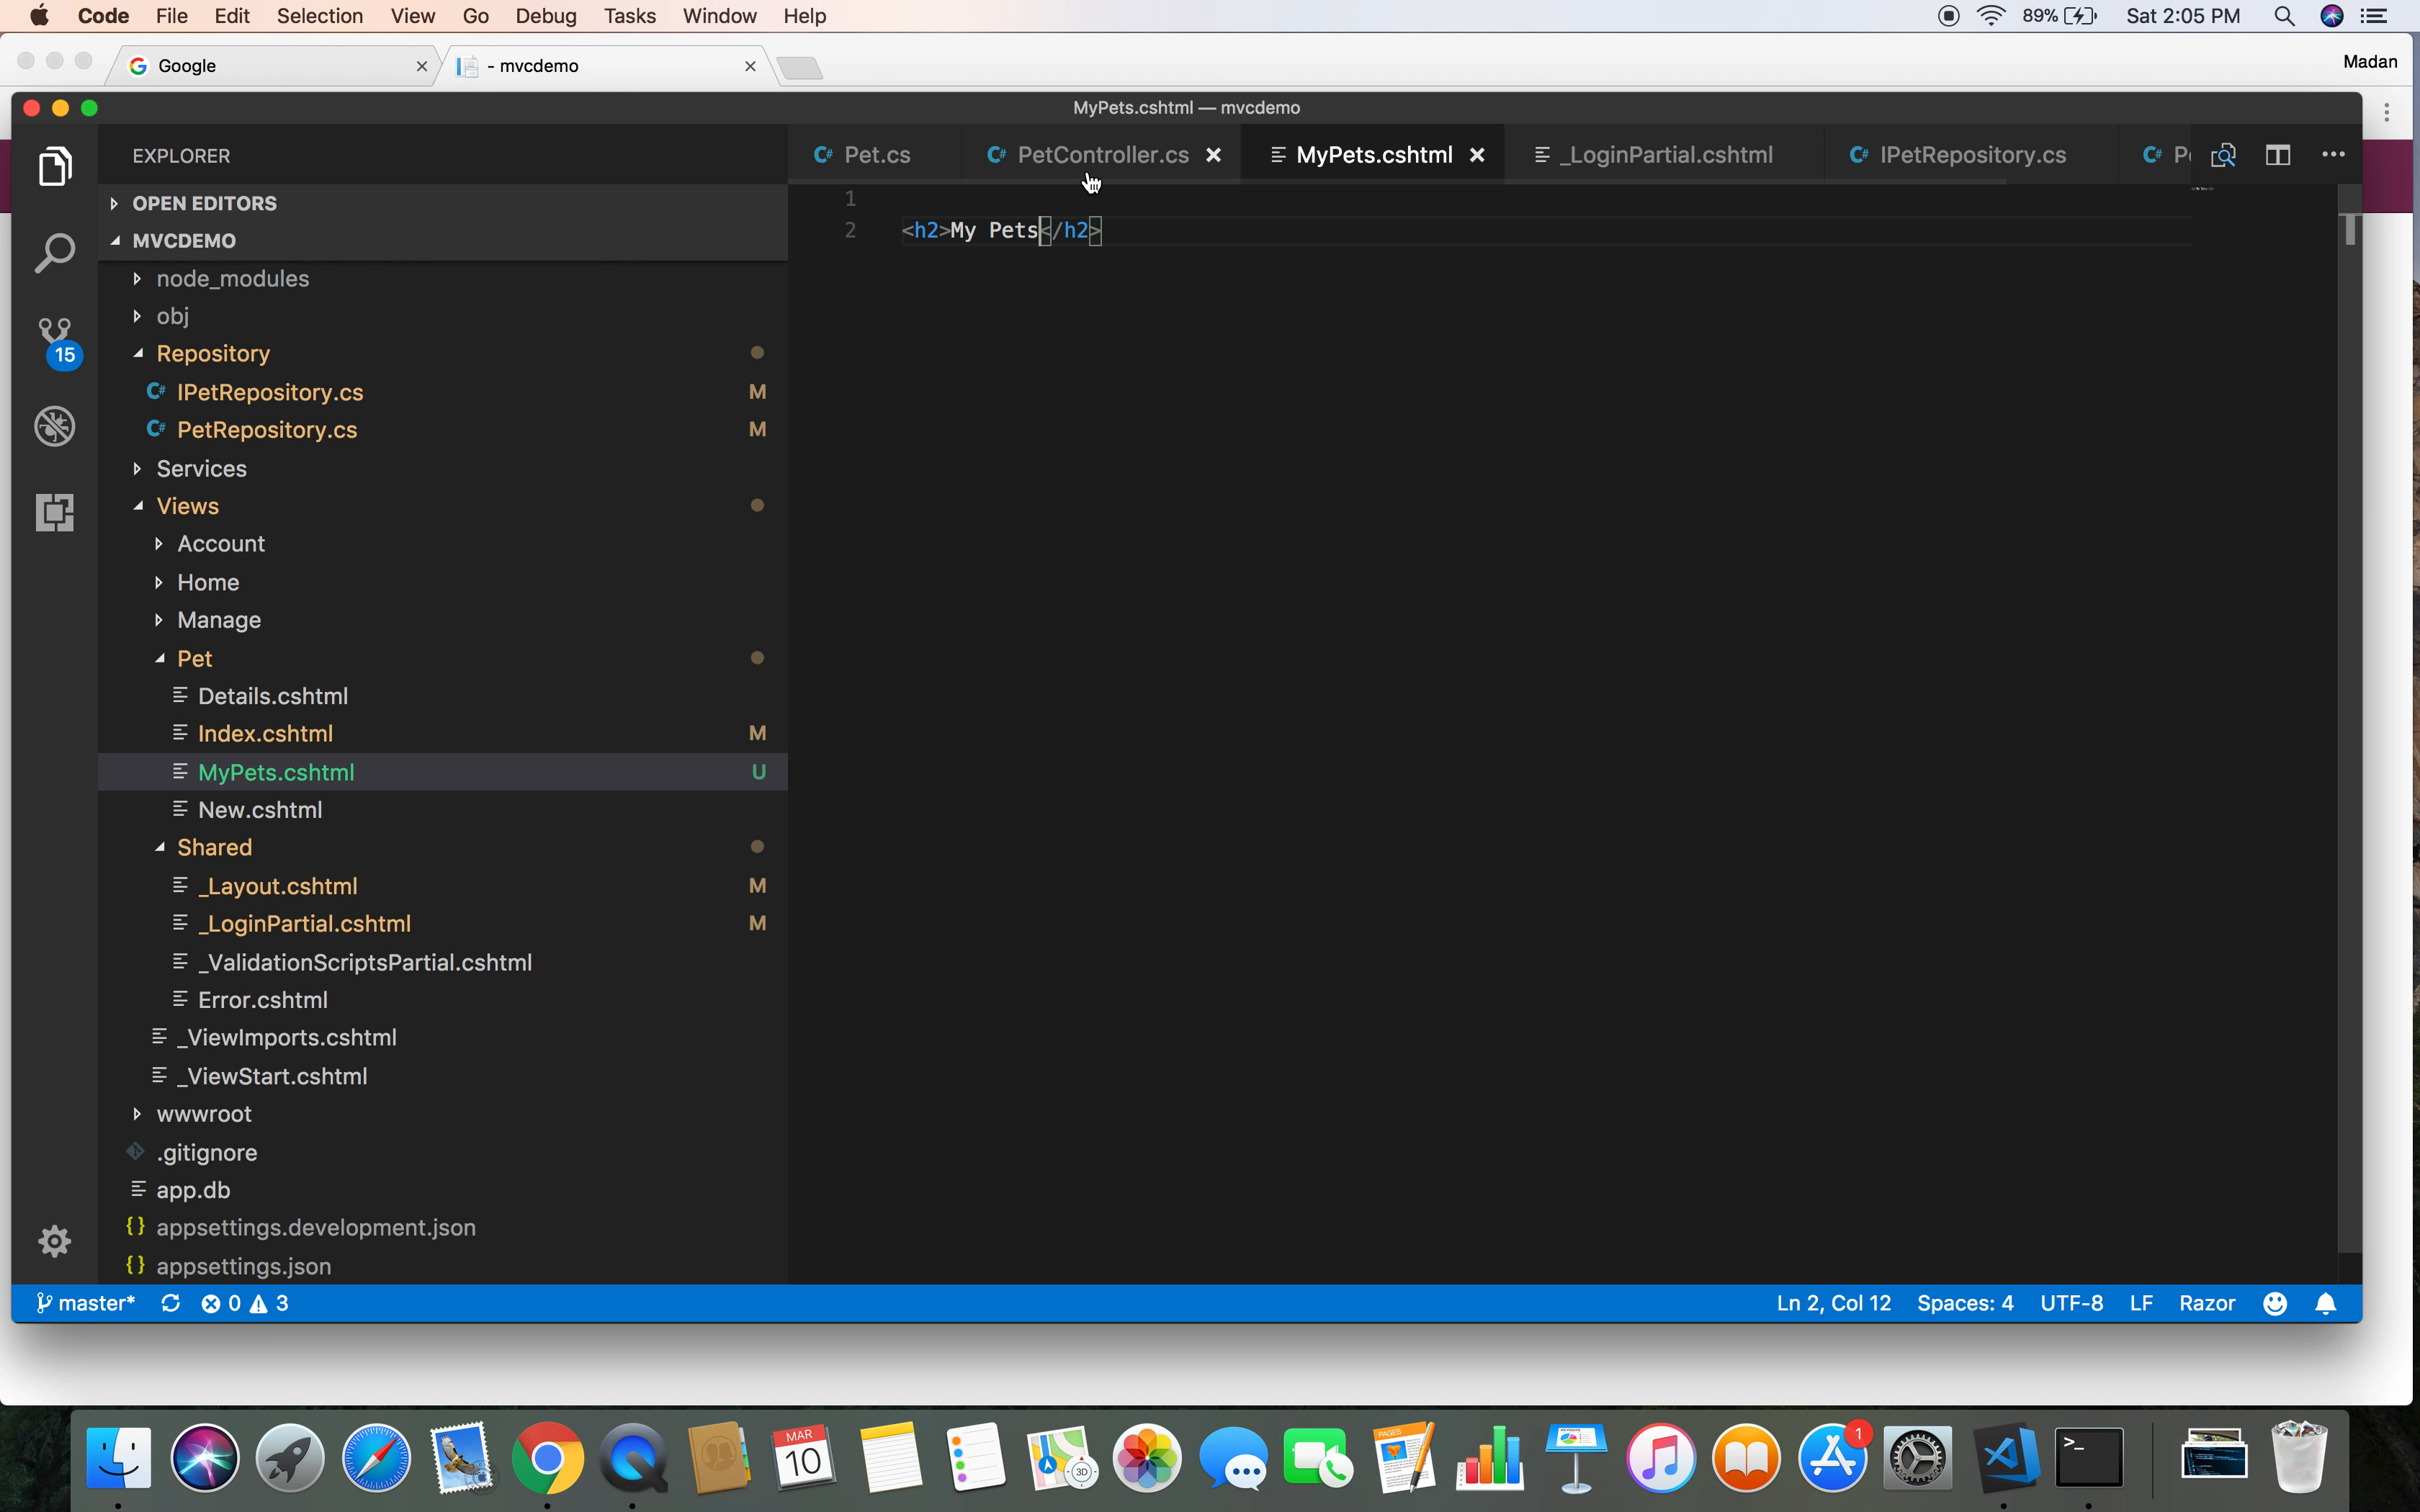 Code File Edit Selection View Go Debug Tasks Window Help 89% Sat 2:05 PM
Google - mvcdemo Madan
MyPets.cshtml — mvcdemo
EXPLORER
Pet.cs PetController.cs MyPets.cshtml _LoginPartial.cshtml IPetRepository.cs
OPEN EDITORS
MVCDEMO
node_modules
obj
Repository
IPetRepository.cs M
PetRepository.cs M
Services
Views
Account
Home
Manage
Pet
Details.cshtml
Index.cshtml M
MyPets.cshtml U
New.cshtml
Shared
_Layout.cshtml M
_LoginPartial.cshtml M
_ValidationScriptsPartial.cshtml
Error.cshtml
_ViewImports.cshtml
_ViewStart.cshtml
wwwroot
.gitignore
app.db
{} appsettings.development.json
{} appsettings.json
15
1
2 <h2>My Pets</h2>
master* 0 3 Ln 2, Col 12 Spaces: 4 UTF-8 LF Razor
MAR
10
3D
PAGES
1
>_